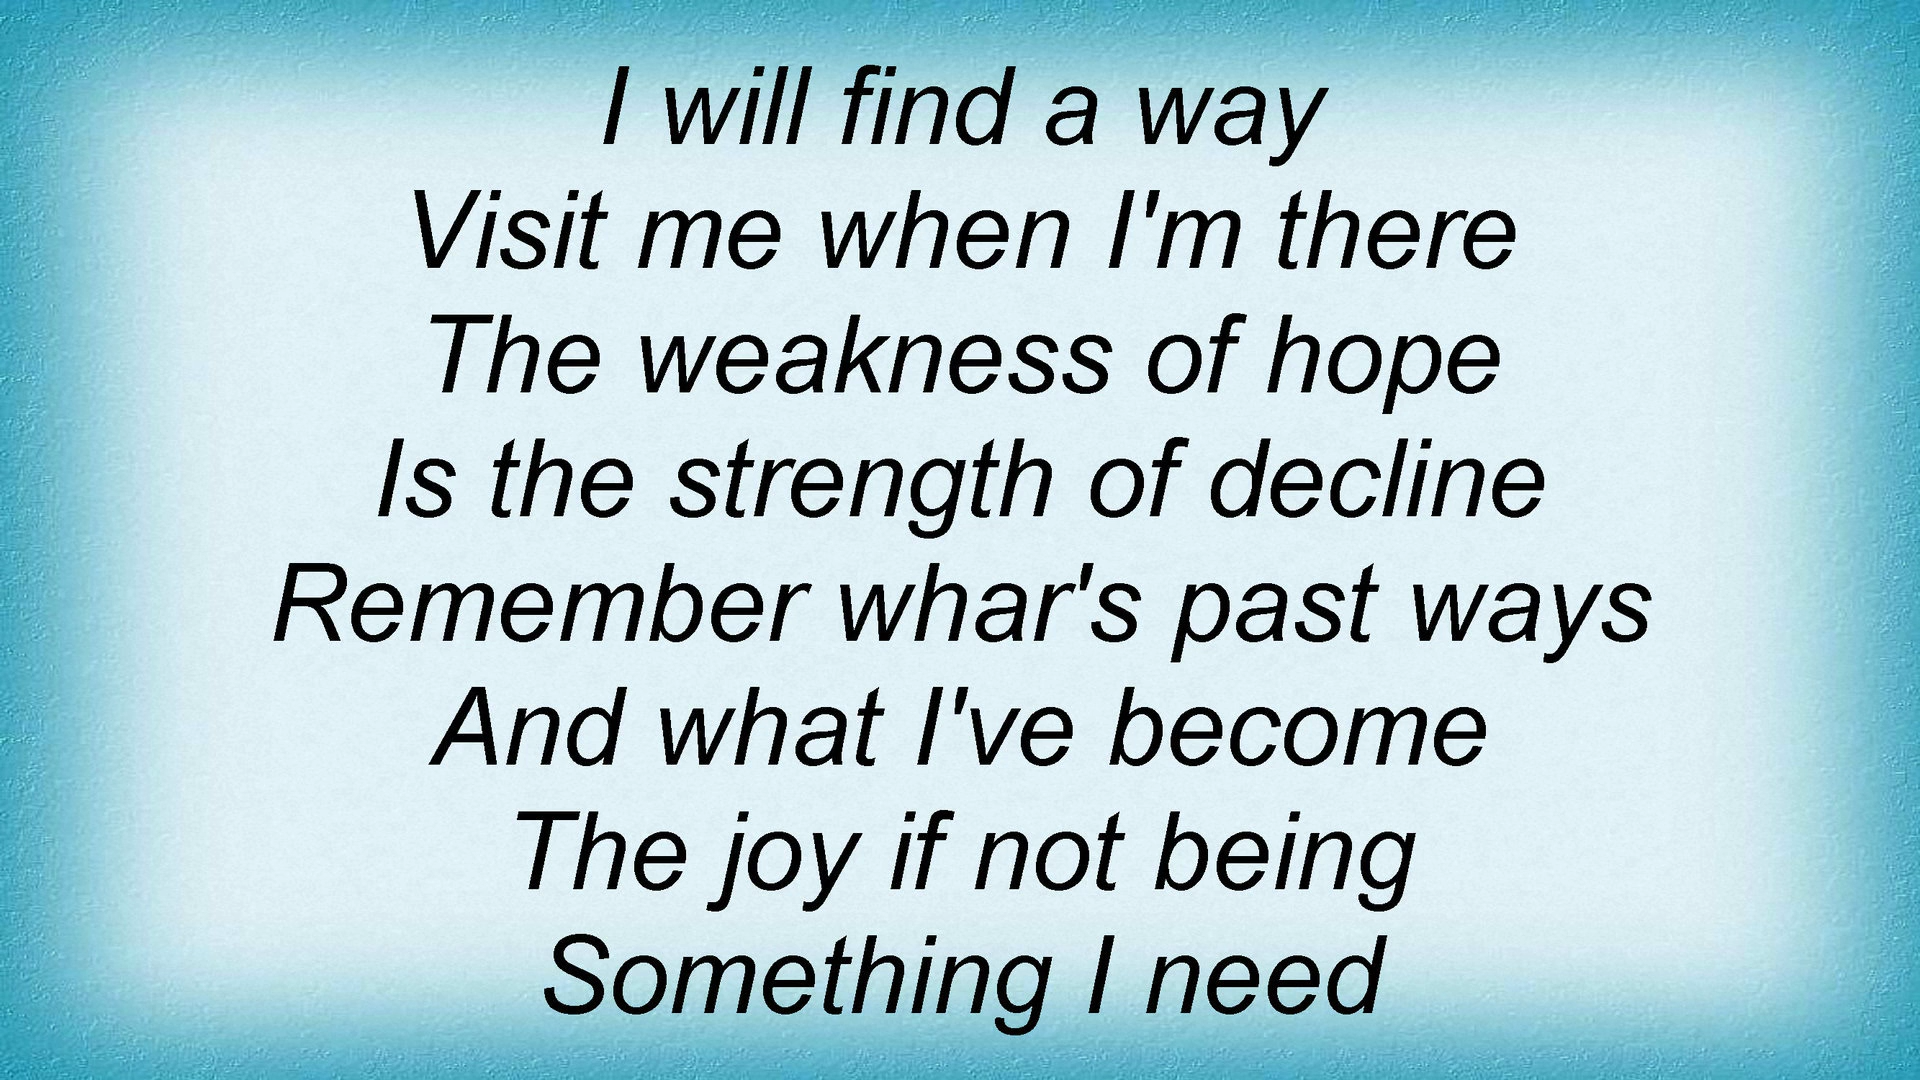 I will find a way
Visit me when I'm there
The weakness of hope
Is the strength of decline
Remember whar's past ways
And what I've become
The joy if not being
Something I need